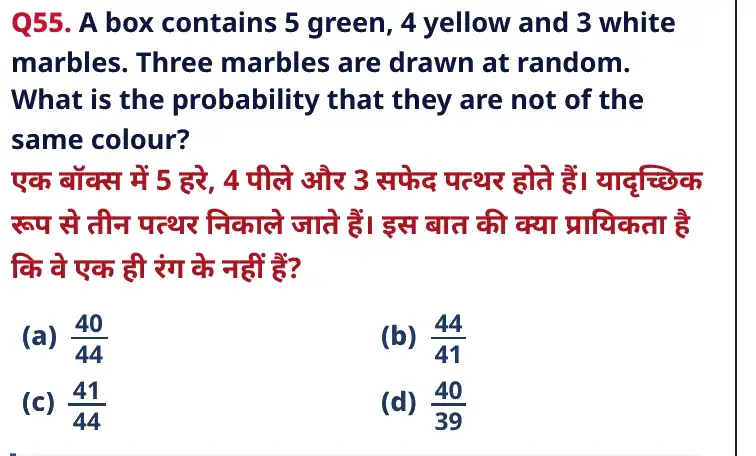 Q55. A box contains 5 green, 4 yellow and 3 white
marbles. Three marbles are drawn at random.
What is the probability that they are not of the
same colour?
एक बॉक्स में 5 हरे, 4 पीले और 3 सफेद पत्थर होते हैं। यादृच्छिक
रूप से तीन पत्थर निकाले जाते हैं। इस बात की क्या प्रायिकता है
कि वे एक ही रंग के नहीं हैं?
(a) 40/44 (b) 44/41
(c) 41/44 (d) 40/39